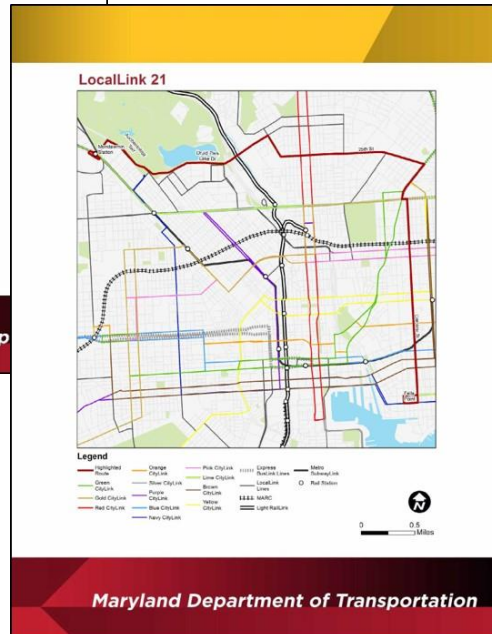 LocalLink 21
Mondawmin
Station
Druid Park
Lake Dr
25th St
Fells
Point
p
Legend
Highlighted
Route
Green
CityLink
Gold CityLink
Red CityLink
Orange
CityLink
Silver CityLink
Purple
CityLink
Blue CityLink
Navy CityLink
Pink CityLink
Lime CityLink
Brown
CityLink
Yellow
CityLink
Express
BusLink Lines
LocalLink
Lines
MARC
Light RailLink
Metro
SubwayLink
Rail Station
N
0 0.5
Miles
Maryland Department of Transportation